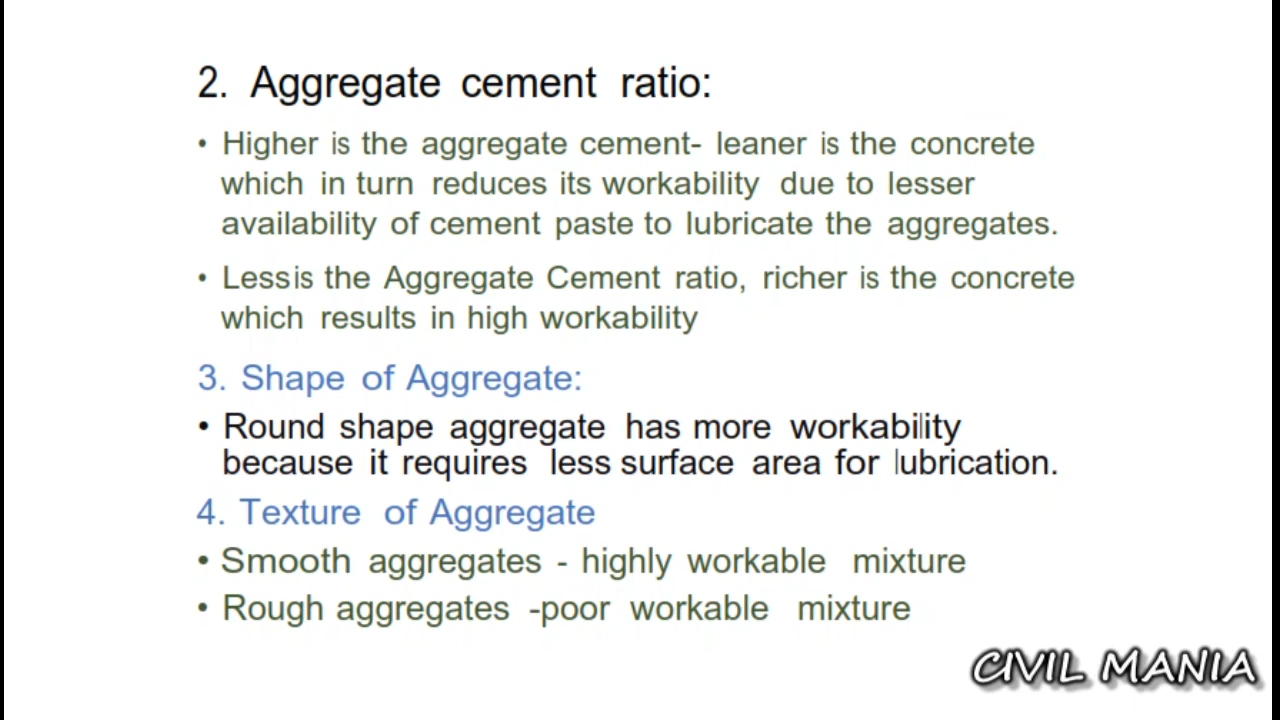 2. Aggregate cement ratio:
• Higher is the aggregate cement- leaner is the concrete
which in turn reduces its workability due to lesser
availability of cement paste to lubricate the aggregates.
• Less is the Aggregate Cement ratio, richer is the concrete
which results in high workability
3. Shape of Aggregate:
• Round shape aggregate has more workability
because it requires less surface area for lubrication.
4. Texture of Aggregate
• Smooth aggregates - highly workable mixture
• Rough aggregates -poor workable mixture
CIVIL MANIA